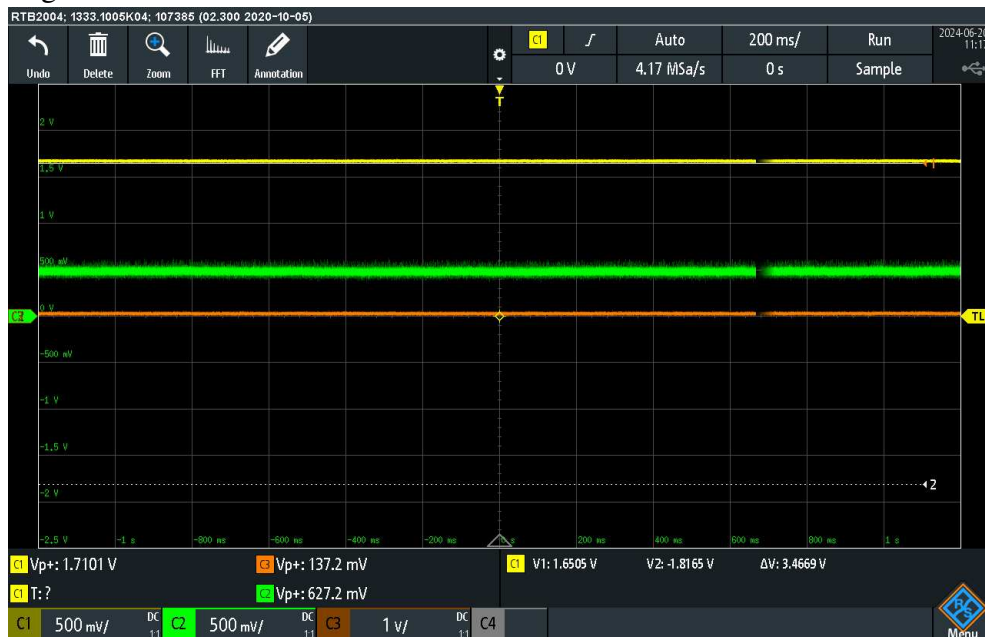 RTB2004; 1333.1005K04; 107385 (02.300 2020-10-05)
Undo Delete Zoom FFT Annotation
C1 Auto 200 ms/ Run
0 V 4.17 MSa/s 0 s Sample
T
2 V
1.5 V
1
1 V
500 mV
0 V
TL
-500 mV
-1 V
-1.5 V
-2 V
2
-2.5 V -1 s -800 ms -600 ms -400 ms -200 ms 200 ms 400 ms 600 ms 800 ms 1 s
C1 Vp+: 1.7101 V C3 Vp+: 137.2 mV C1 V1: 1.6505 V V2: -1.8165 V ΔV: 3.4669 V
C1 T: ? C2 Vp+: 627.2 mV
C1 500 mV/ DC 1:1 C2 500 mV/ DC 1:1 C3 1 V/ DC 1:1 C4 Menu